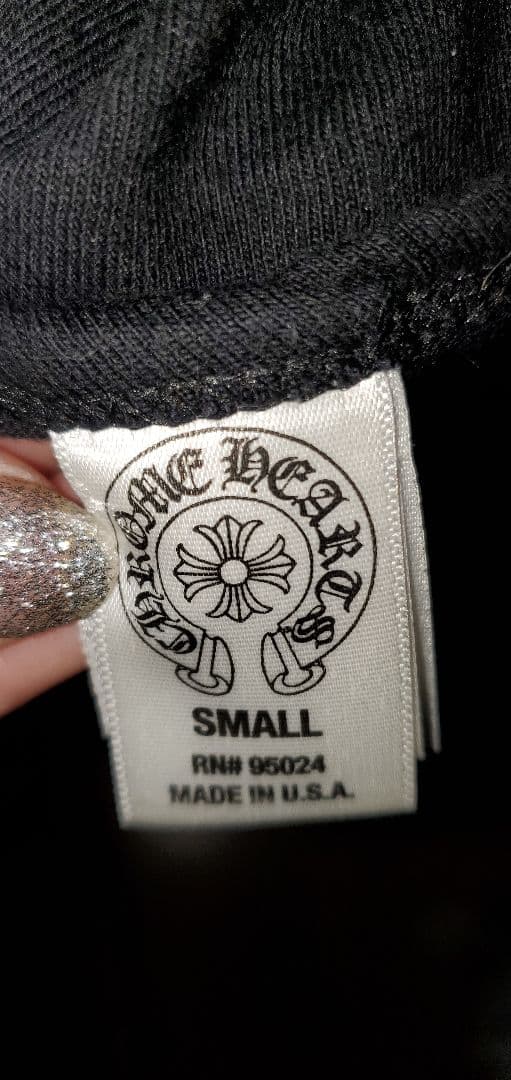 CHROME HEARTS
SMALL
RN# 95024
MADE IN U.S.A.